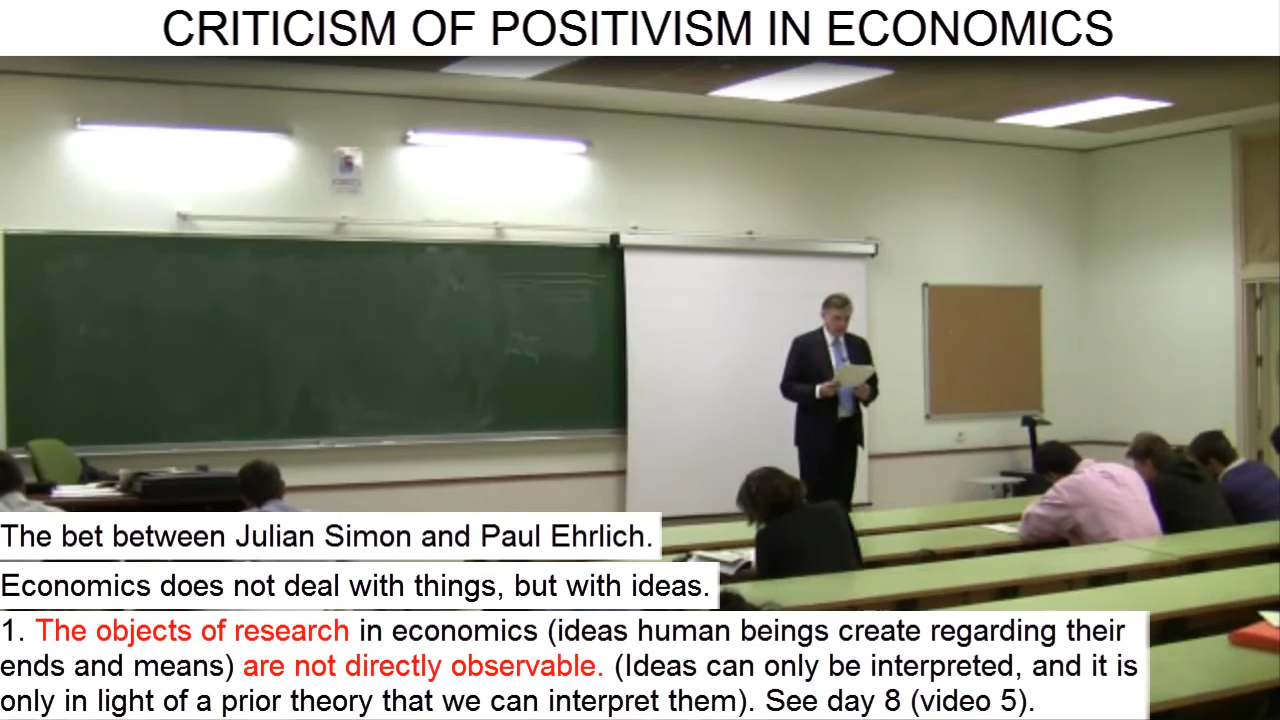 CRITICISM OF POSITIVISM IN ECONOMICS
The bet between Julian Simon and Paul Ehrlich.
Economics does not deal with things, but with ideas.
1. The objects of research in economics (ideas human beings create regarding their
ends and means) are not directly observable. (Ideas can only be interpreted, and it is
only in light of a prior theory that we can interpret them). See day 8 (video 5).